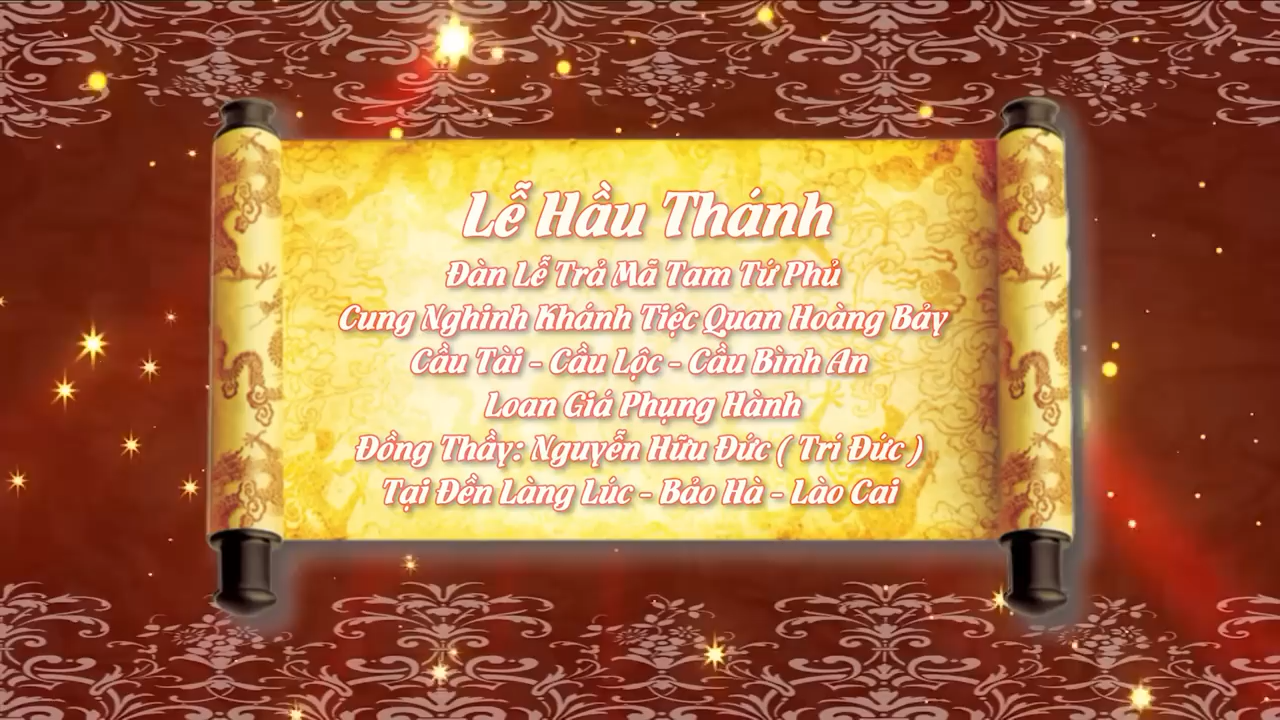 Lễ Hầu Thánh
Đàn Lễ Trả Mã Tam Tứ Phủ
Cung Nghinh Khánh Tiệc Quan Hoàng Bảy
Cầu Tài - Cầu Lộc - Cầu Bình An
Loan Giá Phụng Hành
Đồng Thầy: Nguyễn Hữu Đức ( Trí Đức )
Tại Đền Làng Lúc - Bảo Hà - Lào Cai